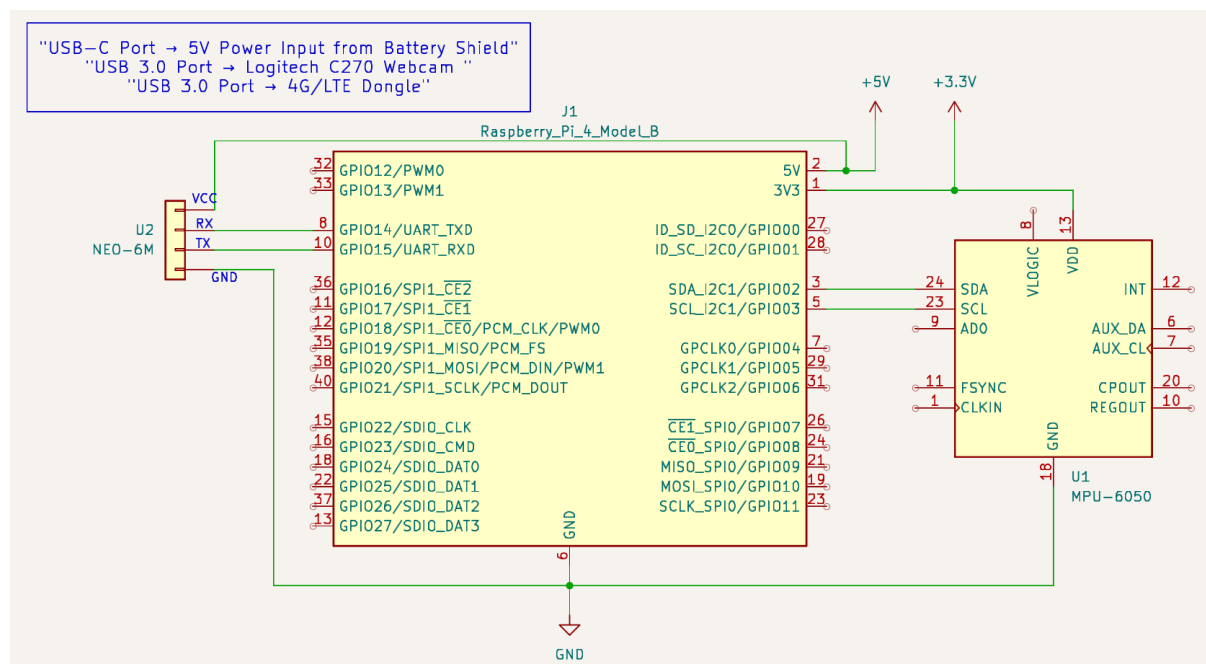 "USB-C Port → 5V Power Input from Battery Shield"
"USB 3.0 Port → Logitech C270 Webcam "
"USB 3.0 Port → 4G/LTE Dongle"
+5V
+3.3V
J1
Raspberry_Pi_4_Model_B
32 GPIO12/PWM0
33 GPIO13/PWM1
8 GPIO14/UART_TXD
10 GPIO15/UART_RXD
36 GPIO16/SPI1_CE2
11 GPIO17/SPI1_CE1
12 GPIO18/SPI1_CE0/PCM_CLK/PWM0
35 GPIO19/SPI1_MISO/PCM_FS
38 GPIO20/SPI1_MOSI/PCM_DIN/PWM1
40 GPIO21/SPI1_SCLK/PCM_DOUT
15 GPIO22/SDIO_CLK
16 GPIO23/SDIO_CMD
18 GPIO24/SDIO_DAT0
22 GPIO25/SDIO_DAT1
37 GPIO26/SDIO_DAT2
13 GPIO27/SDIO_DAT3
5V 2
3V3 1
ID_SD_I2C0/GPIO00 27
ID_SC_I2C0/GPIO01 28
SDA_I2C1/GPIO02 3
SCL_I2C1/GPIO03 5
GPCLK0/GPIO04 7
GPCLK1/GPIO05 29
GPCLK2/GPIO06 31
CE1_SPI0/GPIO07 26
CE0_SPI0/GPIO08 24
MISO_SPI0/GPIO09 21
MOSI_SPI0/GPIO10 19
SCLK_SPI0/GPIO11 23
GND
6
GND
VCC
RX
TX
GND
U2
NEO-6M
8 VLOGIC
13 VDD
24 SDA
23 SCL
9 AD0
11 FSYNC
1 CLKIN
INT 12
AUX_DA 6
AUX_CL 7
CPOUT 20
REGOUT 10
GND
18
U1
MPU-6050